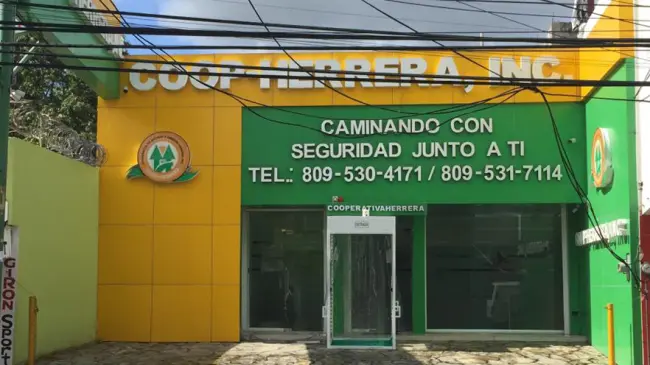 COOP-HERRERA, INC.
CAMINANDO CON
SEGURIDAD JUNTO A TI
TEL.: 809-530-4171 / 809-531-7114
COOPERATIVAHERRERA
GIRON Sport